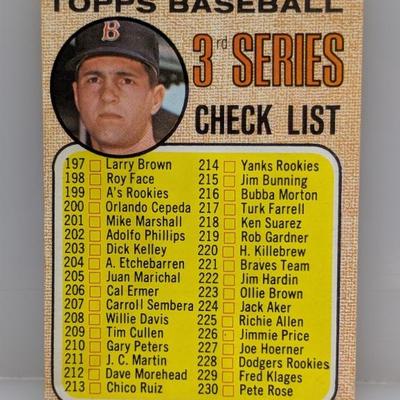 TOPPS BASEBALL
B
3rd SERIES
CHECK LIST
197 Larry Brown
198 Roy Face
199 A's Rookies
200 Orlando Cepeda
201 Mike Marshall
202 Adolfo Phillips
203 Dick Kelley
204 A. Etchebarren
205 Juan Marichal
206 Cal Ermer
207 Carroll Sembera
208 Willie Davis
209 Tim Cullen
210 Gary Peters
211 J. C. Martin
212 Dave Morehead
213 Chico Ruiz
214 Yanks Rookies
215 Jim Bunning
216 Bubba Morton
217 Turk Farrell
218 Ken Suarez
219 Rob Gardner
220 H. Killebrew
221 Braves Team
222 Jim Hardin
223 Ollie Brown
224 Jack Aker
225 Richie Allen
226 Jimmie Price
227 Joe Hoerner
228 Dodgers Rookies
229 Fred Klages
230 Pete Rose